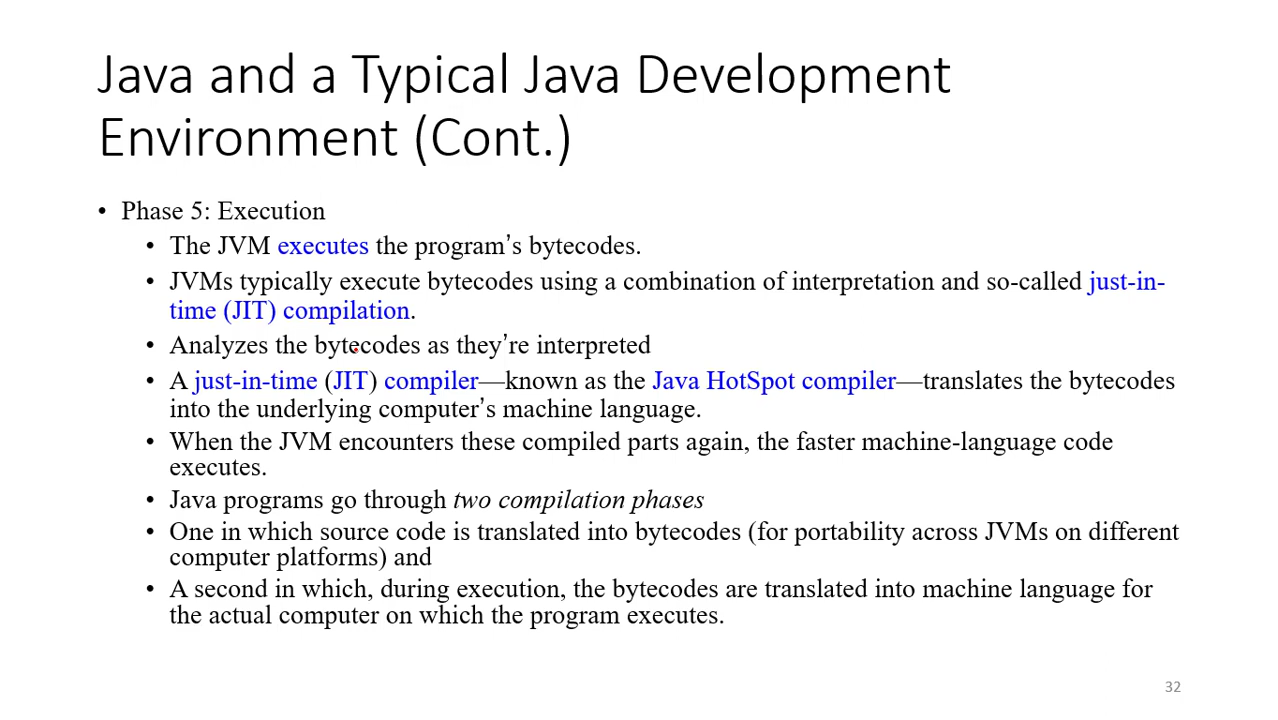 Java and a Typical Java Development
Environment (Cont.)
• Phase 5: Execution
• The JVM executes the program’s bytecodes.
• JVMs typically execute bytecodes using a combination of interpretation and so-called just-in-
time (JIT) compilation.
• Analyzes the bytecodes as they’re interpreted
• A just-in-time (JIT) compiler—known as the Java HotSpot compiler—translates the bytecodes
into the underlying computer’s machine language.
• When the JVM encounters these compiled parts again, the faster machine-language code
executes.
• Java programs go through two compilation phases
• One in which source code is translated into bytecodes (for portability across JVMs on different
computer platforms) and
• A second in which, during execution, the bytecodes are translated into machine language for
the actual computer on which the program executes.
32